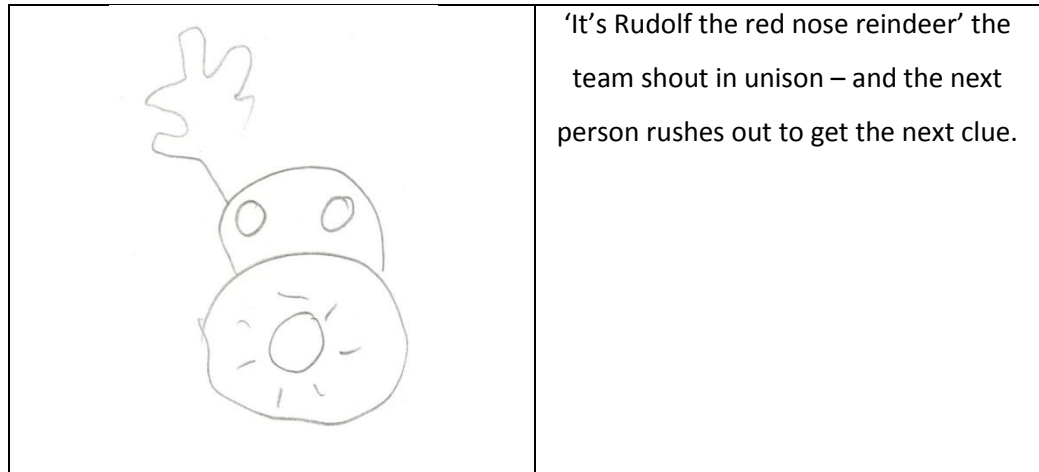 ‘It’s Rudolf the red nose reindeer’ the
team shout in unison – and the next
person rushes out to get the next clue.